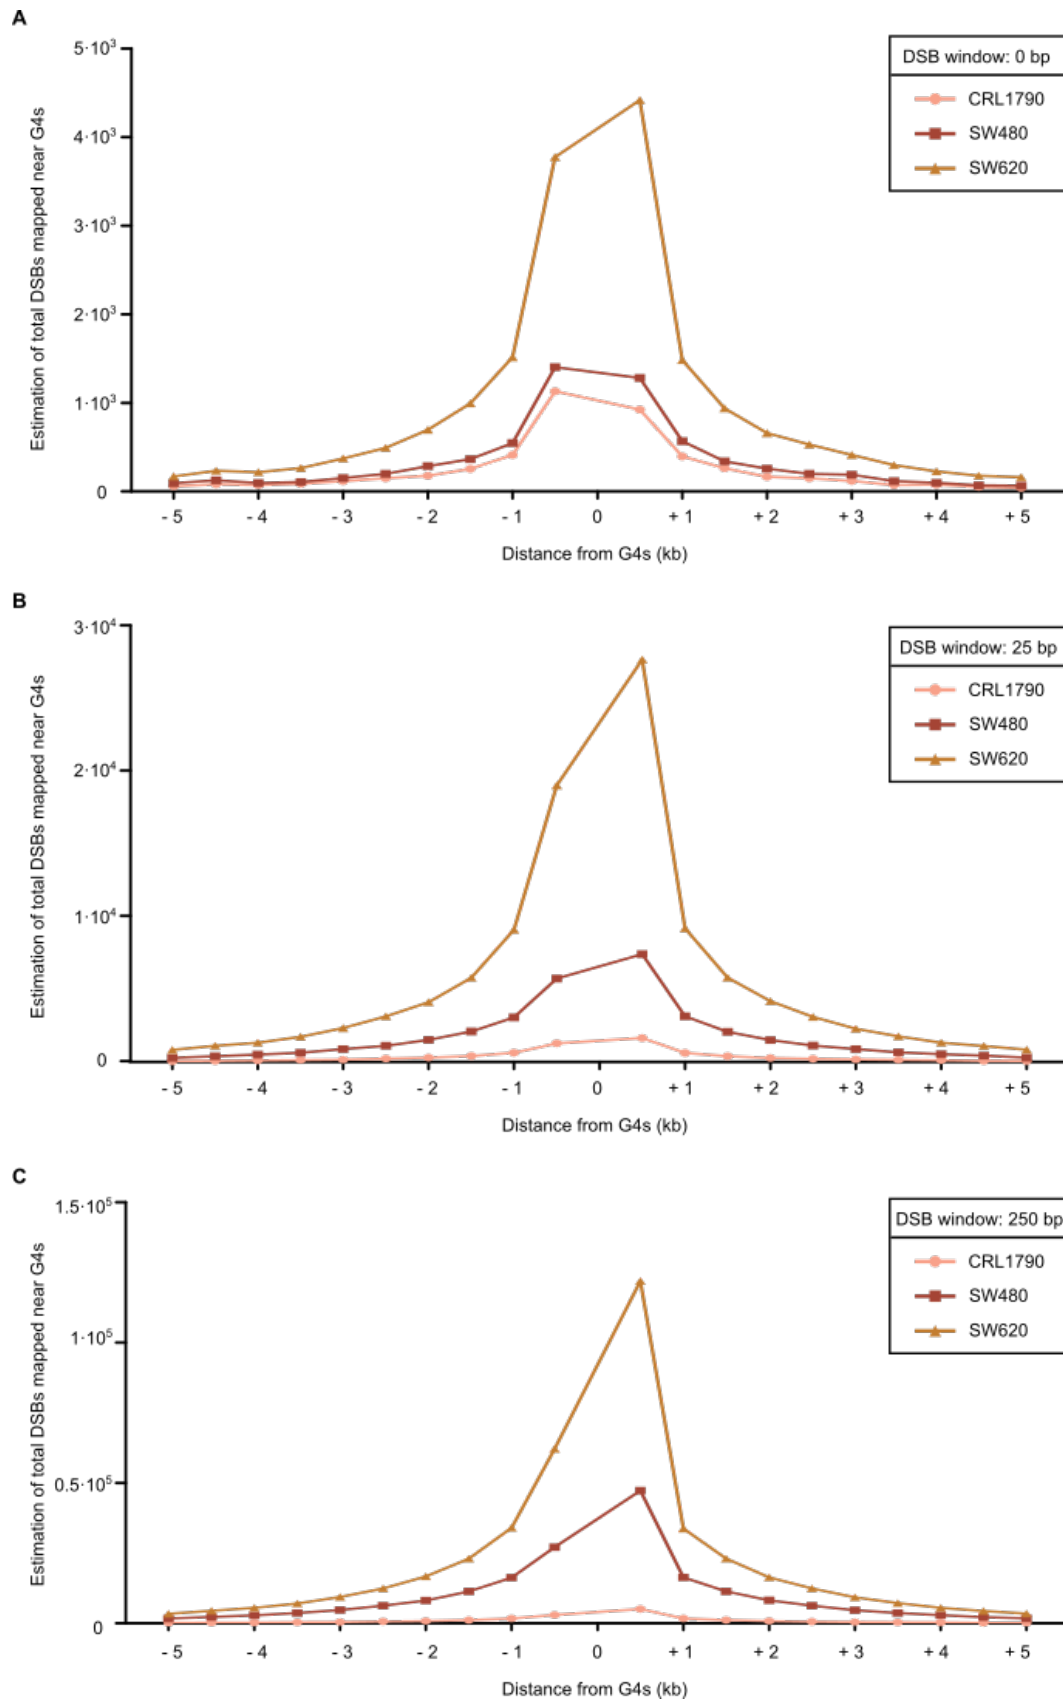 A
Estimation of total DSBs mapped near G4s
5·10³
4·10³
3·10³
2·10³
1·10³
0
- 5 - 4 - 3 - 2 - 1 0 + 1 + 2 + 3 + 4 + 5
Distance from G4s (kb)
DSB window: 0 bp
CRL1790
SW480
SW620
B
Estimation of total DSBs mapped near G4s
3·10⁴
2·10⁴
1·10⁴
0
- 5 - 4 - 3 - 2 - 1 0 + 1 + 2 + 3 + 4 + 5
Distance from G4s (kb)
DSB window: 25 bp
CRL1790
SW480
SW620
C
Estimation of total DSBs mapped near G4s
1.5·10⁵
1·10⁵
0.5·10⁵
0
- 5 - 4 - 3 - 2 - 1 0 + 1 + 2 + 3 + 4 + 5
Distance from G4s (kb)
DSB window: 250 bp
CRL1790
SW480
SW620